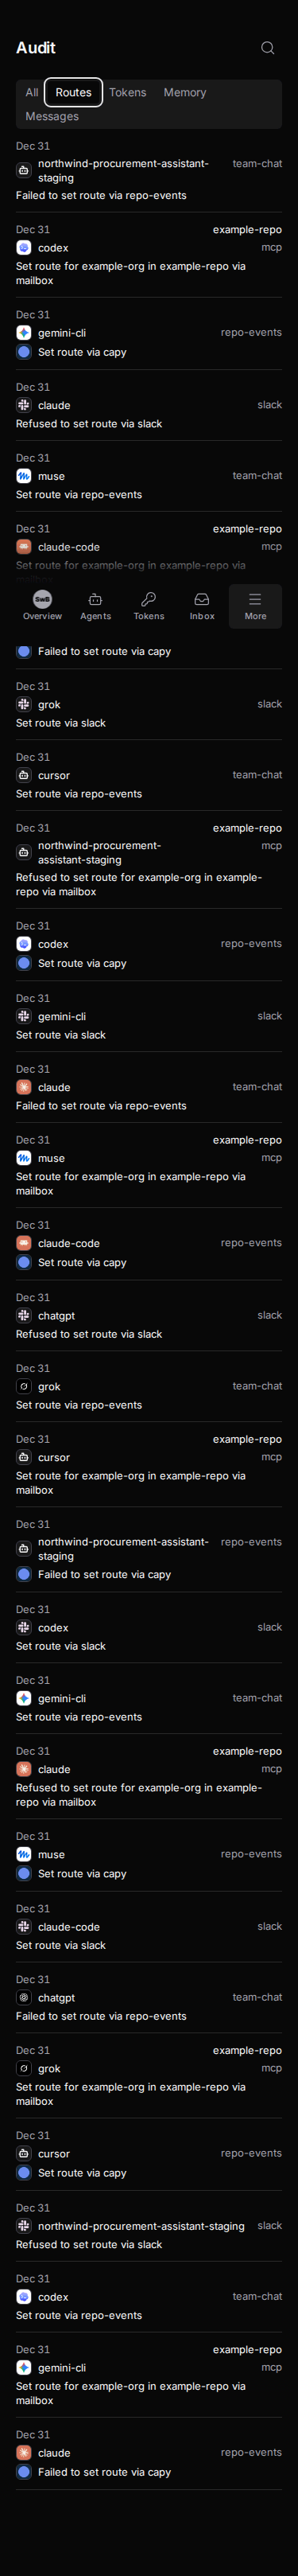 Audit
All Routes Tokens Memory
Messages
Dec 31
northwind-procurement-assistant- team-chat
staging
Failed to set route via repo-events
Dec 31 example-repo
codex mcp
Set route for example-org in example-repo via
mailbox
Dec 31
gemini-cli repo-events
Set route via capy
Dec 31
claude slack
Refused to set route via slack
Dec 31
muse team-chat
Set route via repo-events
Dec 31 example-repo
claude-code mcp
Set route for example-org in example-repo via
mailbox
SwB
Overview Agents Tokens Inbox More
Failed to set route via capy
Dec 31
grok slack
Set route via slack
Dec 31
cursor team-chat
Set route via repo-events
Dec 31 example-repo
northwind-procurement- mcp
assistant-staging
Refused to set route for example-org in example-
repo via mailbox
Dec 31
codex repo-events
Set route via capy
Dec 31
gemini-cli slack
Set route via slack
Dec 31
claude team-chat
Failed to set route via repo-events
Dec 31 example-repo
muse mcp
Set route for example-org in example-repo via
mailbox
Dec 31
claude-code repo-events
Set route via capy
Dec 31
chatgpt slack
Refused to set route via slack
Dec 31
grok team-chat
Set route via repo-events
Dec 31 example-repo
cursor mcp
Set route for example-org in example-repo via
mailbox
Dec 31
northwind-procurement-assistant- repo-events
staging
Failed to set route via capy
Dec 31
codex slack
Set route via slack
Dec 31
gemini-cli team-chat
Set route via repo-events
Dec 31 example-repo
claude mcp
Refused to set route for example-org in example-
repo via mailbox
Dec 31
muse repo-events
Set route via capy
Dec 31
claude-code slack
Set route via slack
Dec 31
chatgpt team-chat
Failed to set route via repo-events
Dec 31 example-repo
grok mcp
Set route for example-org in example-repo via
mailbox
Dec 31
cursor repo-events
Set route via capy
Dec 31
northwind-procurement-assistant-staging slack
Refused to set route via slack
Dec 31
codex team-chat
Set route via repo-events
Dec 31 example-repo
gemini-cli mcp
Set route for example-org in example-repo via
mailbox
Dec 31
claude repo-events
Failed to set route via capy